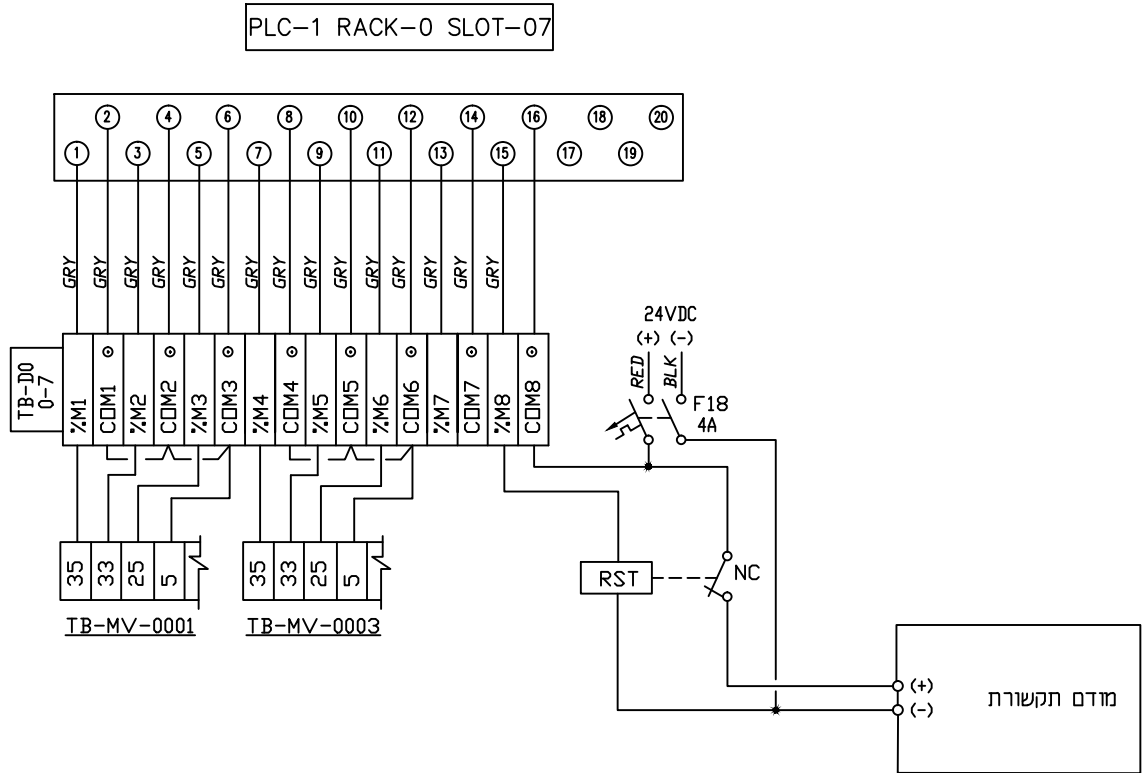 PLC-1 RACK-0 SLOT-07
2 4 6 8 10 12 14 16 18 20
1 3 5 7 9 11 13 15 17 19
GRY GRY GRY GRY GRY GRY GRY GRY GRY GRY GRY GRY GRY GRY GRY
24VDC
(+) (-)
RED BLK
F18
4A
TB-DO
0-7
%M1 COM1 %M2 COM2 %M3 COM3 %M4 COM4 %M5 COM5 %M6 COM6 %M7 COM7 %M8 COM8
35 33 25 5
35 33 25 5
TB-MV-0001
TB-MV-0003
RST
NC
(+)
(-)
מודם תקשורת